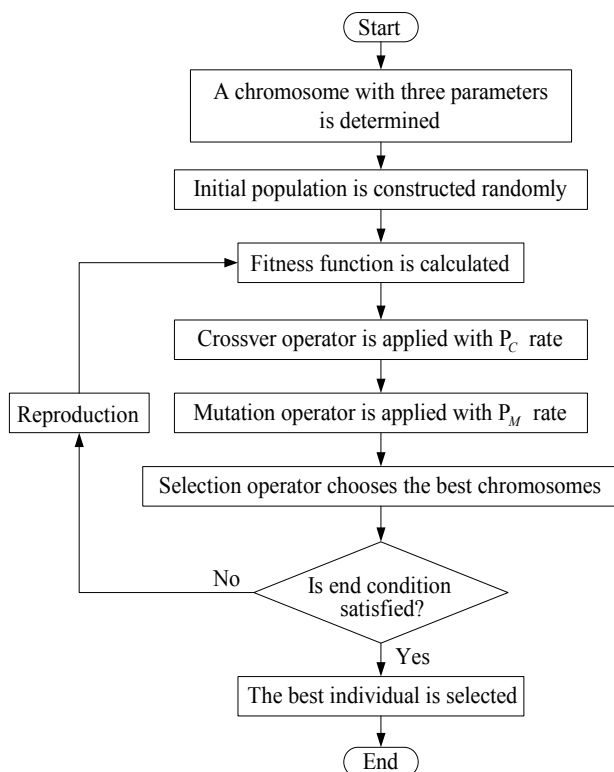 Start
A chromosome with three parameters
is determined
Initial population is constructed randomly
Fitness function is calculated
Crossver operator is applied with P_C rate
Reproduction
Mutation operator is applied with P_M rate
Selection operator chooses the best chromosomes
No
Is end condition
satisfied?
Yes
The best individual is selected
End